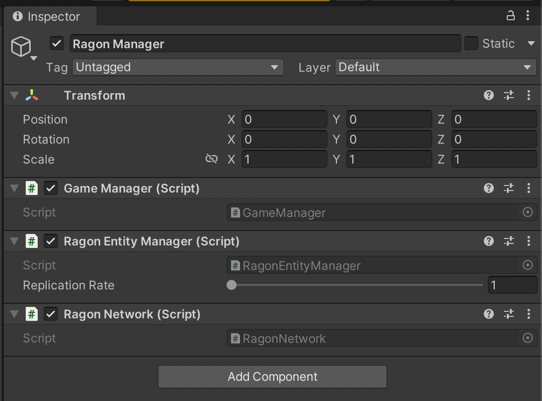 Inspector
Ragon Manager
Static
Tag Untagged Layer Default
Transform
Position X 0 Y 0 Z 0
Rotation X 0 Y 0 Z 0
Scale X 1 Y 1 Z 1
# Game Manager (Script)
Script # GameManager
# Ragon Entity Manager (Script)
Script # RagonEntityManager
Replication Rate 1
# Ragon Network (Script)
Script # RagonNetwork
Add Component